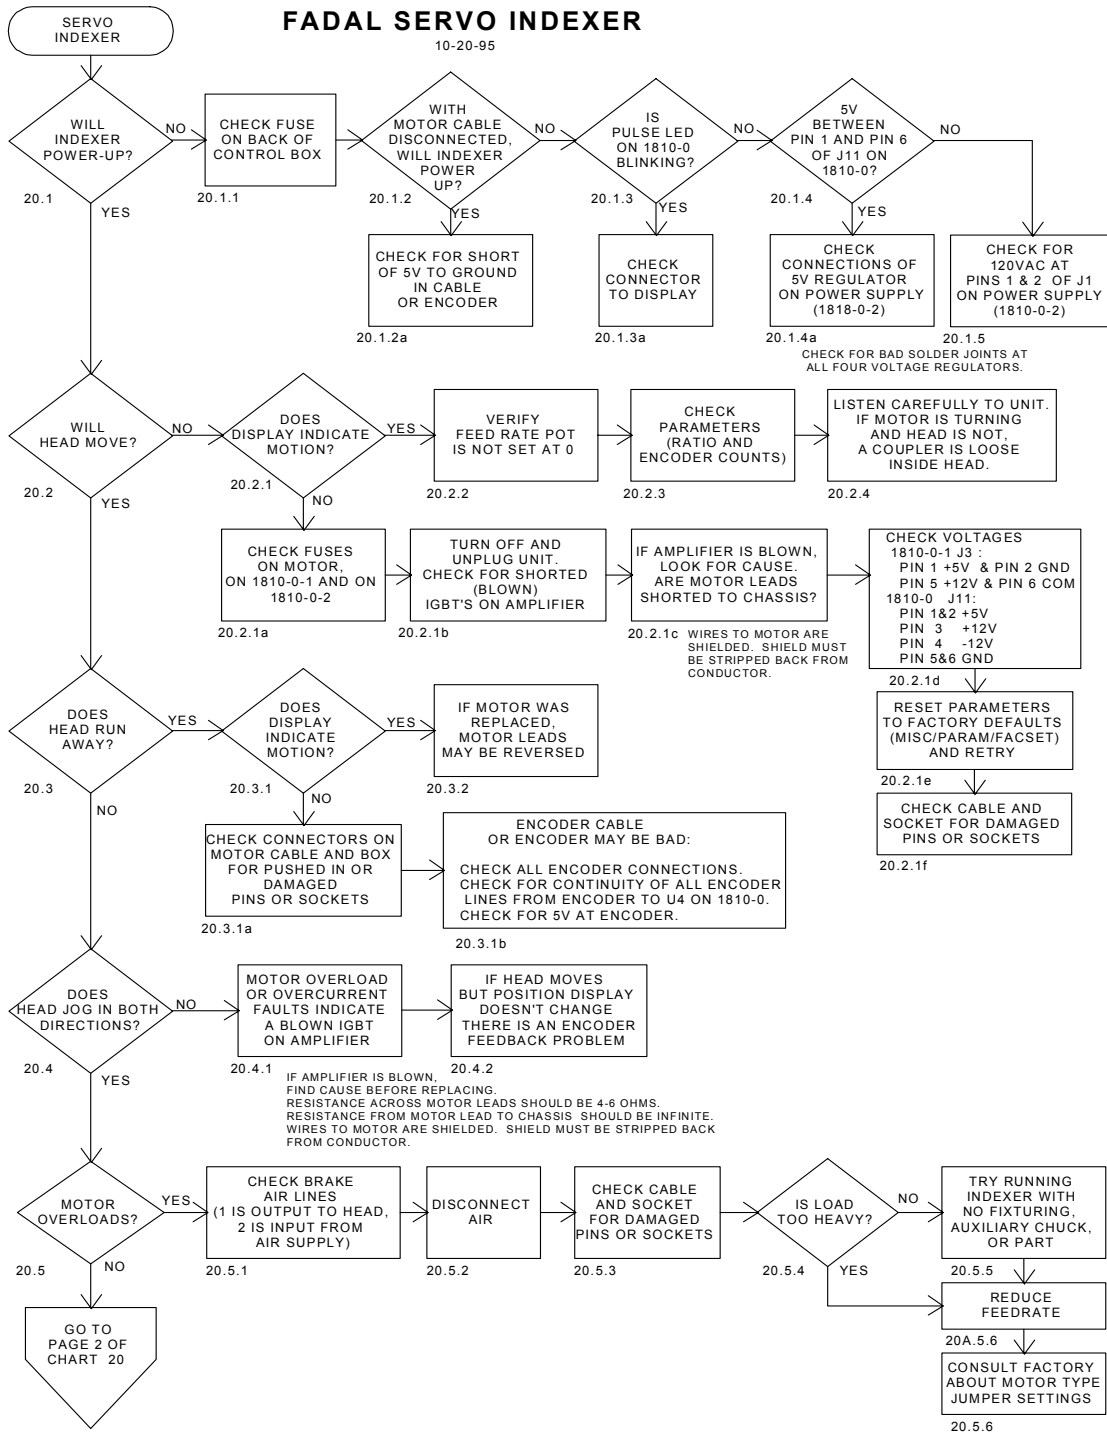 FADAL SERVO INDEXER
10-20-95
SERVO
INDEXER
WILL
INDEXER
POWER-UP?
NO
20.1
YES
CHECK FUSE
ON BACK OF
CONTROL BOX
20.1.1
WITH
MOTOR CABLE
DISCONNECTED,
WILL INDEXER
POWER
UP?
NO
20.1.2
YES
CHECK FOR SHORT
OF 5V TO GROUND
IN CABLE
OR ENCODER
20.1.2a
IS
PULSE LED
ON 1810-0
BLINKING?
NO
20.1.3
YES
CHECK
CONNECTOR
TO DISPLAY
20.1.3a
5V
BETWEEN
PIN 1 AND PIN 6
OF J11 ON
1810-0?
NO
20.1.4
YES
CHECK
CONNECTIONS OF
5V REGULATOR
ON POWER SUPPLY
(1818-0-2)
20.1.4a
CHECK FOR BAD SOLDER JOINTS AT
ALL FOUR VOLTAGE REGULATORS.
CHECK FOR
120VAC AT
PINS 1 & 2 OF J1
ON POWER SUPPLY
(1810-0-2)
20.1.5
WILL
HEAD MOVE?
NO
20.2
YES
DOES
DISPLAY INDICATE
MOTION?
YES
20.2.1
NO
VERIFY
FEED RATE POT
IS NOT SET AT 0
20.2.2
CHECK
PARAMETERS
(RATIO AND
ENCODER COUNTS)
20.2.3
LISTEN CAREFULLY TO UNIT.
IF MOTOR IS TURNING
AND HEAD IS NOT,
A COUPLER IS LOOSE
INSIDE HEAD.
20.2.4
CHECK FUSES
ON MOTOR,
ON 1810-0-1 AND ON
1810-0-2
20.2.1a
TURN OFF AND
UNPLUG UNIT.
CHECK FOR SHORTED
(BLOWN)
IGBT'S ON AMPLIFIER
20.2.1b
IF AMPLIFIER IS BLOWN,
LOOK FOR CAUSE.
ARE MOTOR LEADS
SHORTED TO CHASSIS?
20.2.1c
WIRES TO MOTOR ARE
SHIELDED. SHIELD MUST
BE STRIPPED BACK FROM
CONDUCTOR.
CHECK VOLTAGES
1810-0-1 J3 :
PIN 1 +5V & PIN 2 GND
PIN 5 +12V & PIN 6 COM
1810-0 J11:
PIN 1&2 +5V
PIN 3 +12V
PIN 4 -12V
PIN 5&6 GND
20.2.1d
RESET PARAMETERS
TO FACTORY DEFAULTS
(MISC/PARAM/FACSET)
AND RETRY
20.2.1e
CHECK CABLE AND
SOCKET FOR DAMAGED
PINS OR SOCKETS
20.2.1f
DOES
HEAD RUN
AWAY?
YES
20.3
NO
DOES
DISPLAY
INDICATE
MOTION?
YES
20.3.1
NO
IF MOTOR WAS
REPLACED,
MOTOR LEADS
MAY BE REVERSED
20.3.2
CHECK CONNECTORS ON
MOTOR CABLE AND BOX
FOR PUSHED IN OR
DAMAGED
PINS OR SOCKETS
20.3.1a
ENCODER CABLE
OR ENCODER MAY BE BAD:
CHECK ALL ENCODER CONNECTIONS.
CHECK FOR CONTINUITY OF ALL ENCODER
LINES FROM ENCODER TO U4 ON 1810-0.
CHECK FOR 5V AT ENCODER.
20.3.1b
DOES
HEAD JOG IN BOTH
DIRECTIONS?
NO
20.4
YES
MOTOR OVERLOAD
OR OVERCURRENT
FAULTS INDICATE
A BLOWN IGBT
ON AMPLIFIER
20.4.1
IF HEAD MOVES
BUT POSITION DISPLAY
DOESN'T CHANGE
THERE IS AN ENCODER
FEEDBACK PROBLEM
20.4.2
IF AMPLIFIER IS BLOWN,
FIND CAUSE BEFORE REPLACING.
RESISTANCE ACROSS MOTOR LEADS SHOULD BE 4-6 OHMS.
RESISTANCE FROM MOTOR LEAD TO CHASSIS SHOULD BE INFINITE.
WIRES TO MOTOR ARE SHIELDED. SHIELD MUST BE STRIPPED BACK
FROM CONDUCTOR.
MOTOR
OVERLOADS?
YES
20.5
NO
CHECK BRAKE
AIR LINES
(1 IS OUTPUT TO HEAD,
2 IS INPUT FROM
AIR SUPPLY)
20.5.1
DISCONNECT
AIR
20.5.2
CHECK CABLE
AND SOCKET
FOR DAMAGED
PINS OR SOCKETS
20.5.3
IS LOAD
TOO HEAVY?
NO
20.5.4
YES
TRY RUNNING
INDEXER WITH
NO FIXTURING,
AUXILIARY CHUCK,
OR PART
20.5.5
REDUCE
FEEDRATE
20A.5.6
CONSULT FACTORY
ABOUT MOTOR TYPE
JUMPER SETTINGS
20.5.6
GO TO
PAGE 2 OF
CHART 20